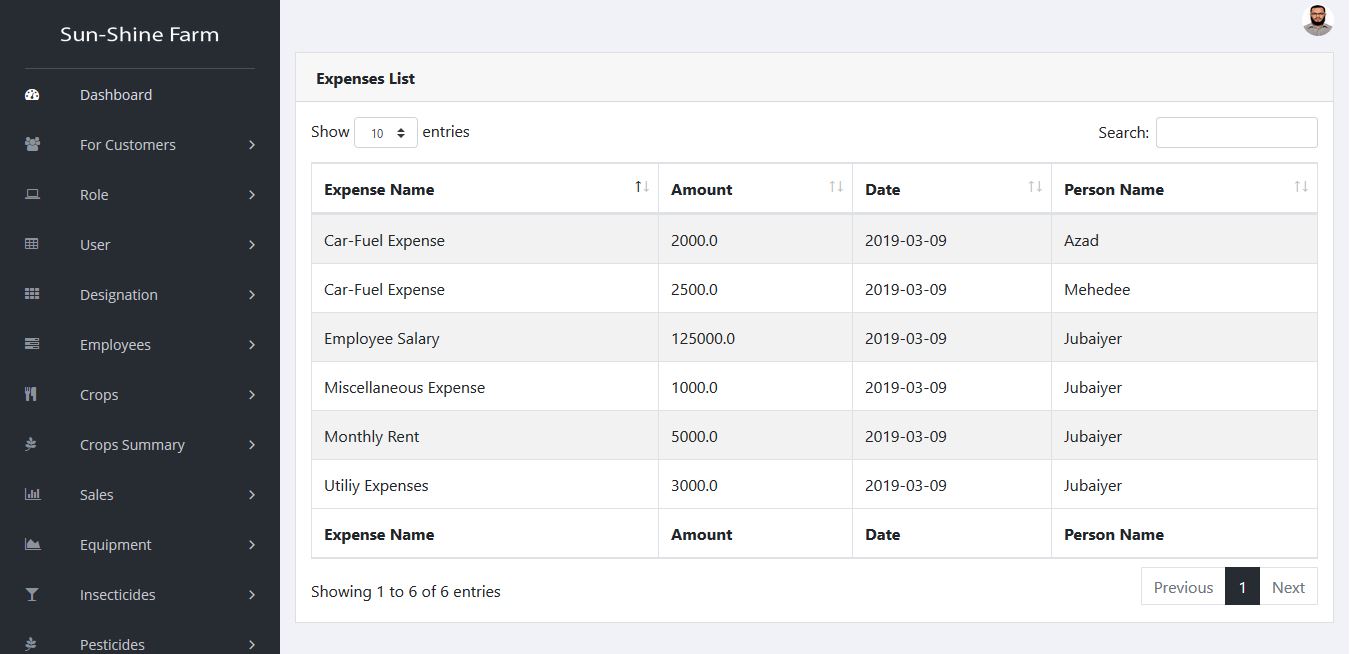 Sun-Shine Farm
Dashboard
For Customers
Role
User
Designation
Employees
Crops
Crops Summary
Sales
Equipment
Insecticides
Pesticides
Expenses List
Show 10 entries
Search:
Expense Name Amount Date Person Name
Car-Fuel Expense 2000.0 2019-03-09 Azad
Car-Fuel Expense 2500.0 2019-03-09 Mehedee
Employee Salary 125000.0 2019-03-09 Jubaiyer
Miscellaneous Expense 1000.0 2019-03-09 Jubaiyer
Monthly Rent 5000.0 2019-03-09 Jubaiyer
Utiliy Expenses 3000.0 2019-03-09 Jubaiyer
Expense Name Amount Date Person Name
Showing 1 to 6 of 6 entries
Previous 1 Next